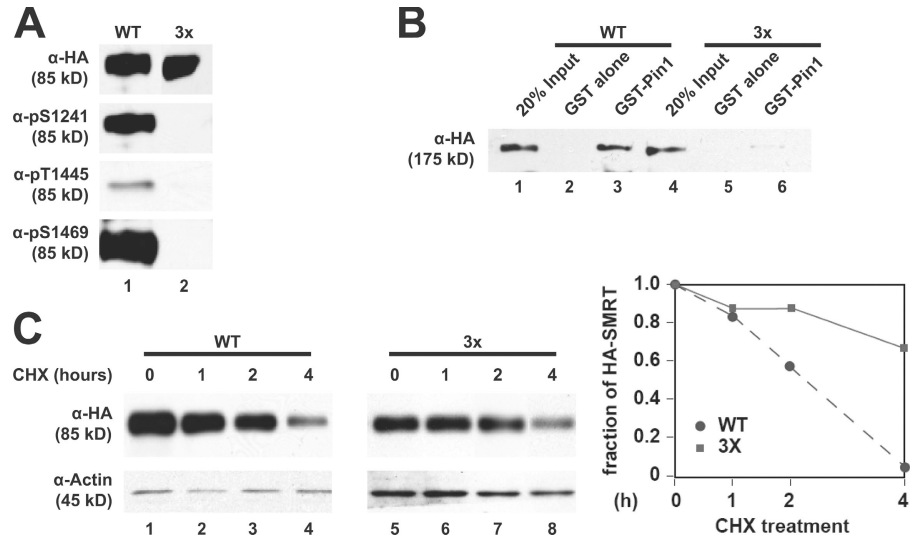 A
WT 3x
α-HA
(85 kD)
α-pS1241
(85 kD)
α-pT1445
(85 kD)
α-pS1469
(85 kD)
1 2
B
WT 3x
20% Input GST alone GST-Pin1 20% Input GST alone GST-Pin1
α-HA
(175 kD)
1 2 3 4 5 6
C
WT 3x
CHX (hours) 0 1 2 4 0 1 2 4
α-HA
(85 kD)
α-Actin
(45 kD)
1 2 3 4 5 6 7 8
fraction of HA-SMRT
1.0
0.8
0.6
0.4
0.2
0
WT
3X
(h) 0 1 2 4
CHX treatment